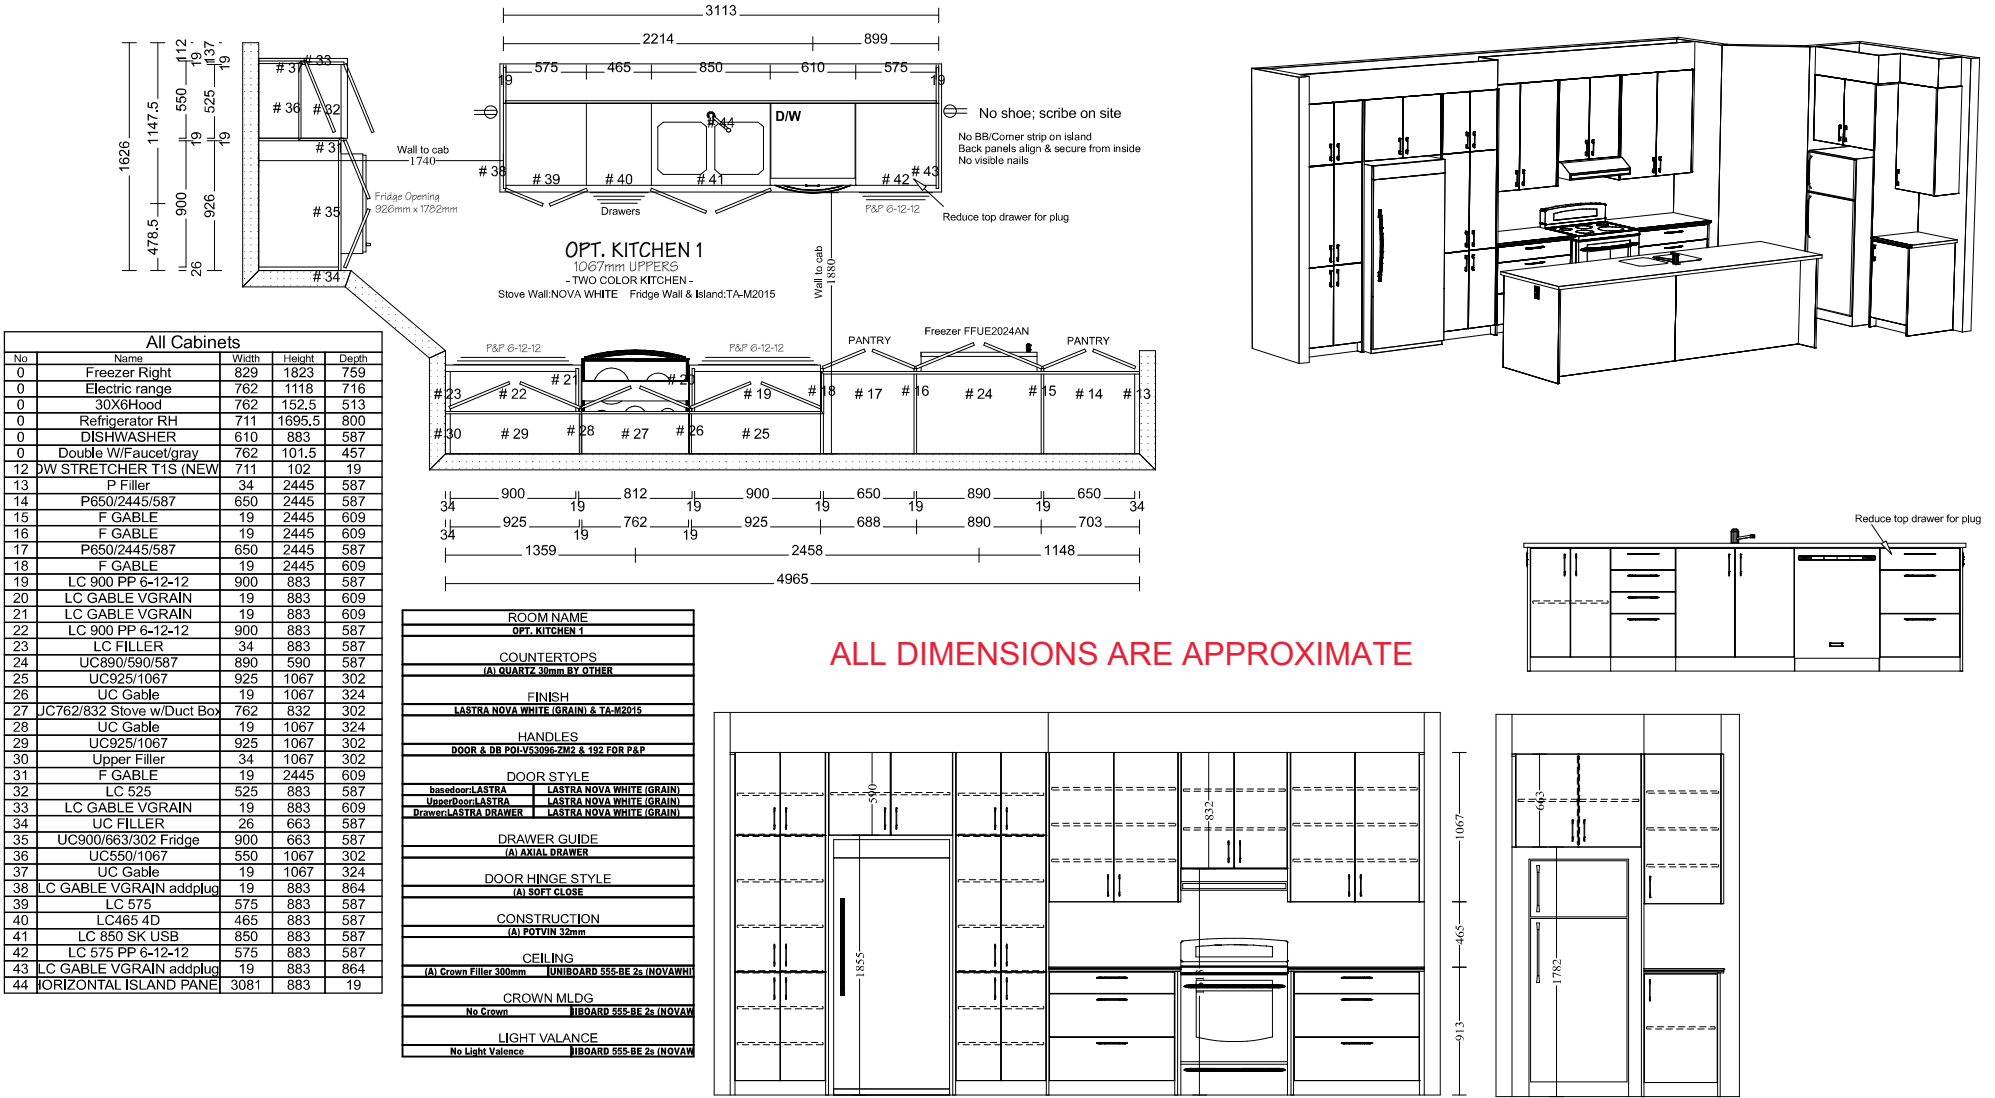 3113
2214 899
575 465 850 610 575
19 19
112 19 137 19
1626
1147.5 550 525
19 19
478.5 900 926
26
# 37 # 33
# 36 # 32
# 31
# 35
# 34
Wall to cab
1740
Fridge Opening
926mm x 1782mm
# 44
D/W
# 38 # 39 # 40 # 41 # 42 # 43
Drawers
P&P 6-12-12
No shoe; scribe on site
No BB/Corner strip on island
Back panels align & secure from inside
No visible nails
Reduce top drawer for plug
OPT. KITCHEN 1
1067mm UPPERS
- TWO COLOR KITCHEN -
Stove Wall:NOVA WHITE Fridge Wall & Island:TA-M2015
Wall to cab
1880
P&P 6-12-12 P&P 6-12-12 PANTRY Freezer FFUE2024AN PANTRY
# 23 # 22 # 21 # 20 # 19 # 18 # 17 # 16 # 24 # 15 # 14 # 13
# 30 # 29 # 28 # 27 # 26 # 25
900 812 900 650 890 650
34 19 19 19 19 19 34
925 762 925 688 890 703
34 19 19
1359 2458 1148
4965
All Cabinets
No Name Width Height Depth
0 Freezer Right 829 1823 759
0 Electric range 762 1118 716
0 30X6Hood 762 152.5 513
0 Refrigerator RH 711 1695.5 800
0 DISHWASHER 610 883 587
0 Double W/Faucet/gray 762 101.5 457
12 OW STRETCHER T1S (NEW 711 102 19
13 P Filler 34 2445 587
14 P650/2445/587 650 2445 587
15 F GABLE 19 2445 609
16 F GABLE 19 2445 609
17 P650/2445/587 650 2445 587
18 F GABLE 19 2445 609
19 LC 900 PP 6-12-12 900 883 587
20 LC GABLE VGRAIN 19 883 609
21 LC GABLE VGRAIN 19 883 609
22 LC 900 PP 6-12-12 900 883 587
23 LC FILLER 34 883 587
24 UC890/590/587 890 590 587
25 UC925/1067 925 1067 302
26 UC Gable 19 1067 324
27 UC762/832 Stove w/Duct Box 762 832 302
28 UC Gable 19 1067 324
29 UC925/1067 925 1067 302
30 Upper Filler 34 1067 302
31 F GABLE 19 2445 609
32 LC 525 525 883 587
33 LC GABLE VGRAIN 19 883 609
34 UC FILLER 26 663 587
35 UC900/663/302 Fridge 900 663 587
36 UC550/1067 550 1067 302
37 UC Gable 19 1067 324
38 LC GABLE VGRAIN addplug 19 883 864
39 LC 575 575 883 587
40 LC465 4D 465 883 587
41 LC 850 SK USB 850 883 587
42 LC 575 PP 6-12-12 575 883 587
43 LC GABLE VGRAIN addplug 19 883 864
44 HORIZONTAL ISLAND PANE 3081 883 19
ROOM NAME
OPT. KITCHEN 1
COUNTERTOPS
(A) QUARTZ 30mm BY OTHER
FINISH
LASTRA NOVA WHITE (GRAIN) & TA-M2015
HANDLES
DOOR & DB POI-V53096-ZM2 & 192 FOR P&P
DOOR STYLE
basedoor:LASTRA LASTRA NOVA WHITE (GRAIN)
UpperDoor:LASTRA LASTRA NOVA WHITE (GRAIN)
Drawer:LASTRA DRAWER LASTRA NOVA WHITE (GRAIN)
DRAWER GUIDE
(A) AXIAL DRAWER
DOOR HINGE STYLE
(A) SOFT CLOSE
CONSTRUCTION
(A) POTVIN 32mm
CEILING
(A) Crown Filler 300mm UNIBOARD 555-BE 2s (NOVAWHI
CROWN MLDG
No Crown IIBOARD 555-BE 2s (NOVAW
LIGHT VALANCE
No Light Valence IIBOARD 555-BE 2s (NOVAW
ALL DIMENSIONS ARE APPROXIMATE
Reduce top drawer for plug
590
1855
832
1067
465
913
663
1782